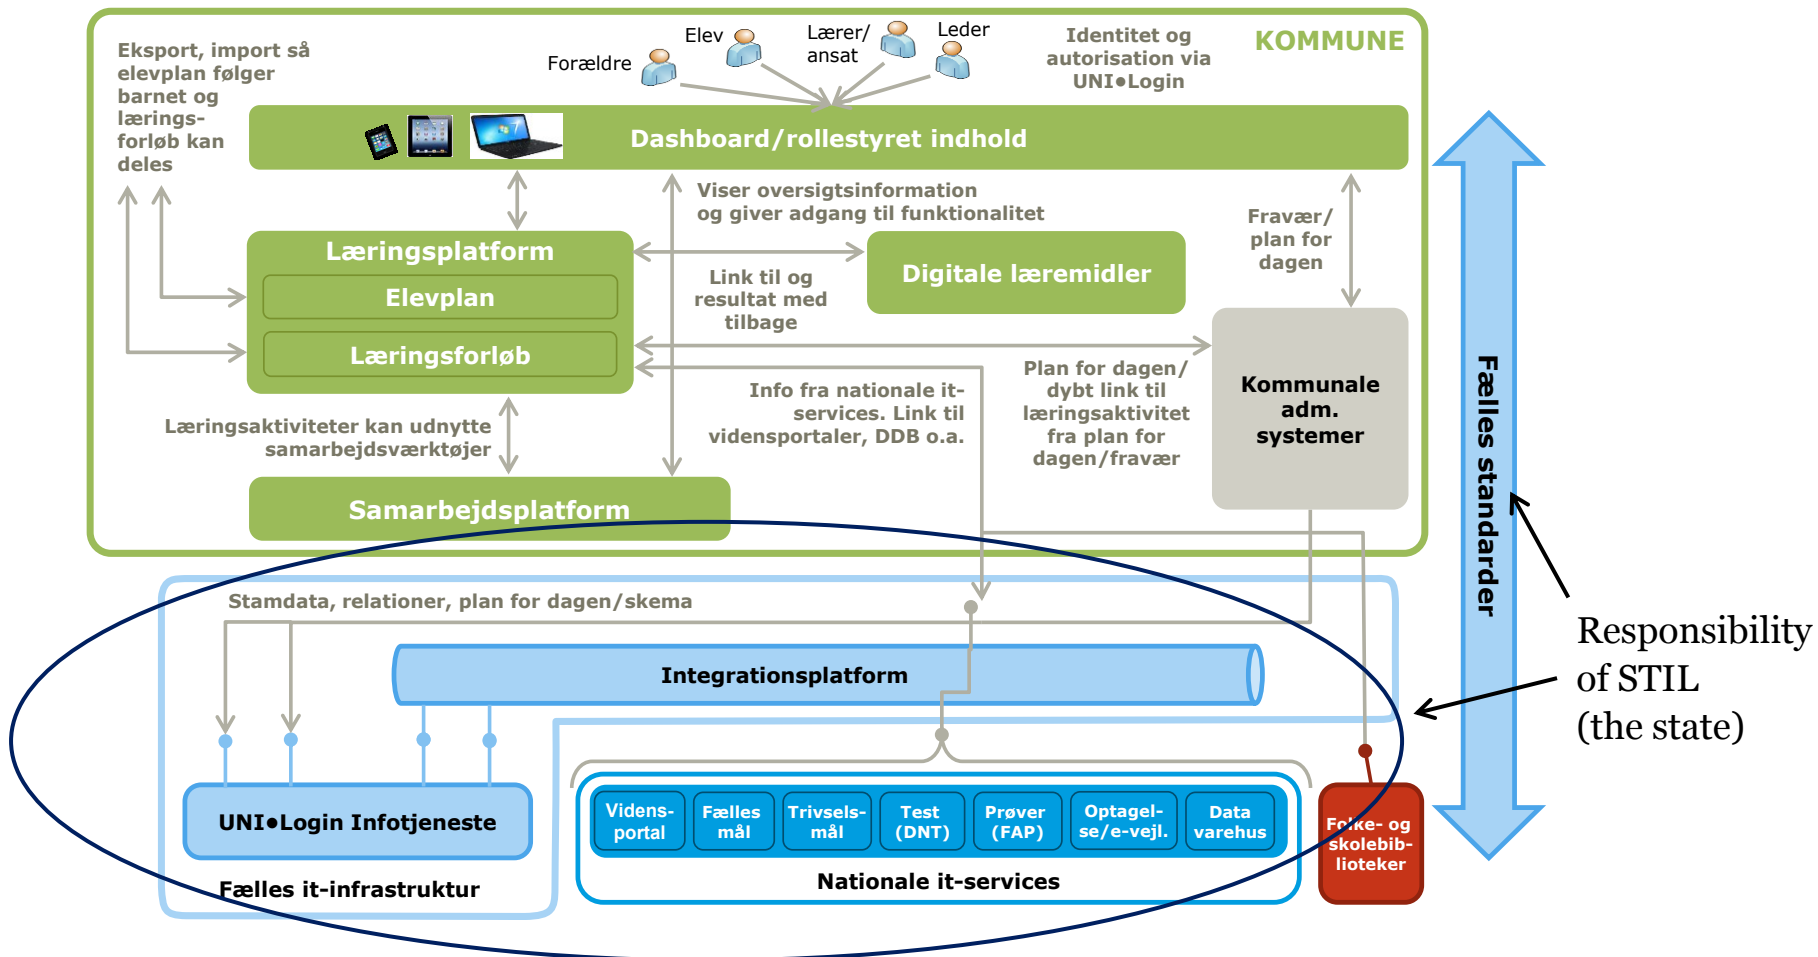 KOMMUNE
Eksport, import så
elevplan følger
barnet og
lærings-
forløb kan
deles
Forældre
Elev
Lærer/
ansat
Leder
Identitet og
autorisation via
UNI•Login
Dashboard/rollestyret indhold
Viser oversigtsinformation
og giver adgang til funktionalitet
Fravær/
plan for
dagen
Læringsplatform
Elevplan
Læringsforløb
Link til og
resultat med
tilbage
Digitale læremidler
Info fra nationale it-
services. Link til
vidensportaler, DDB o.a.
Plan for dagen/
dybt link til
læringsaktivitet
fra plan for
dagen/fravær
Kommunale
adm.
systemer
Læringsaktiviteter kan udnytte
samarbejdsværktøjer
Samarbejdsplatform
Fælles standarder
Responsibility
of STIL
(the state)
Stamdata, relationer, plan for dagen/skema
Integrationsplatform
UNI•Login Infotjeneste
Fælles it-infrastruktur
Videns-
portal
Fælles
mål
Trivsels-
mål
Test
(DNT)
Prøver
(FAP)
Optagel-
se/e-vejl.
Data
varehus
Nationale it-services
Folke- og
skolebib-
lioteker